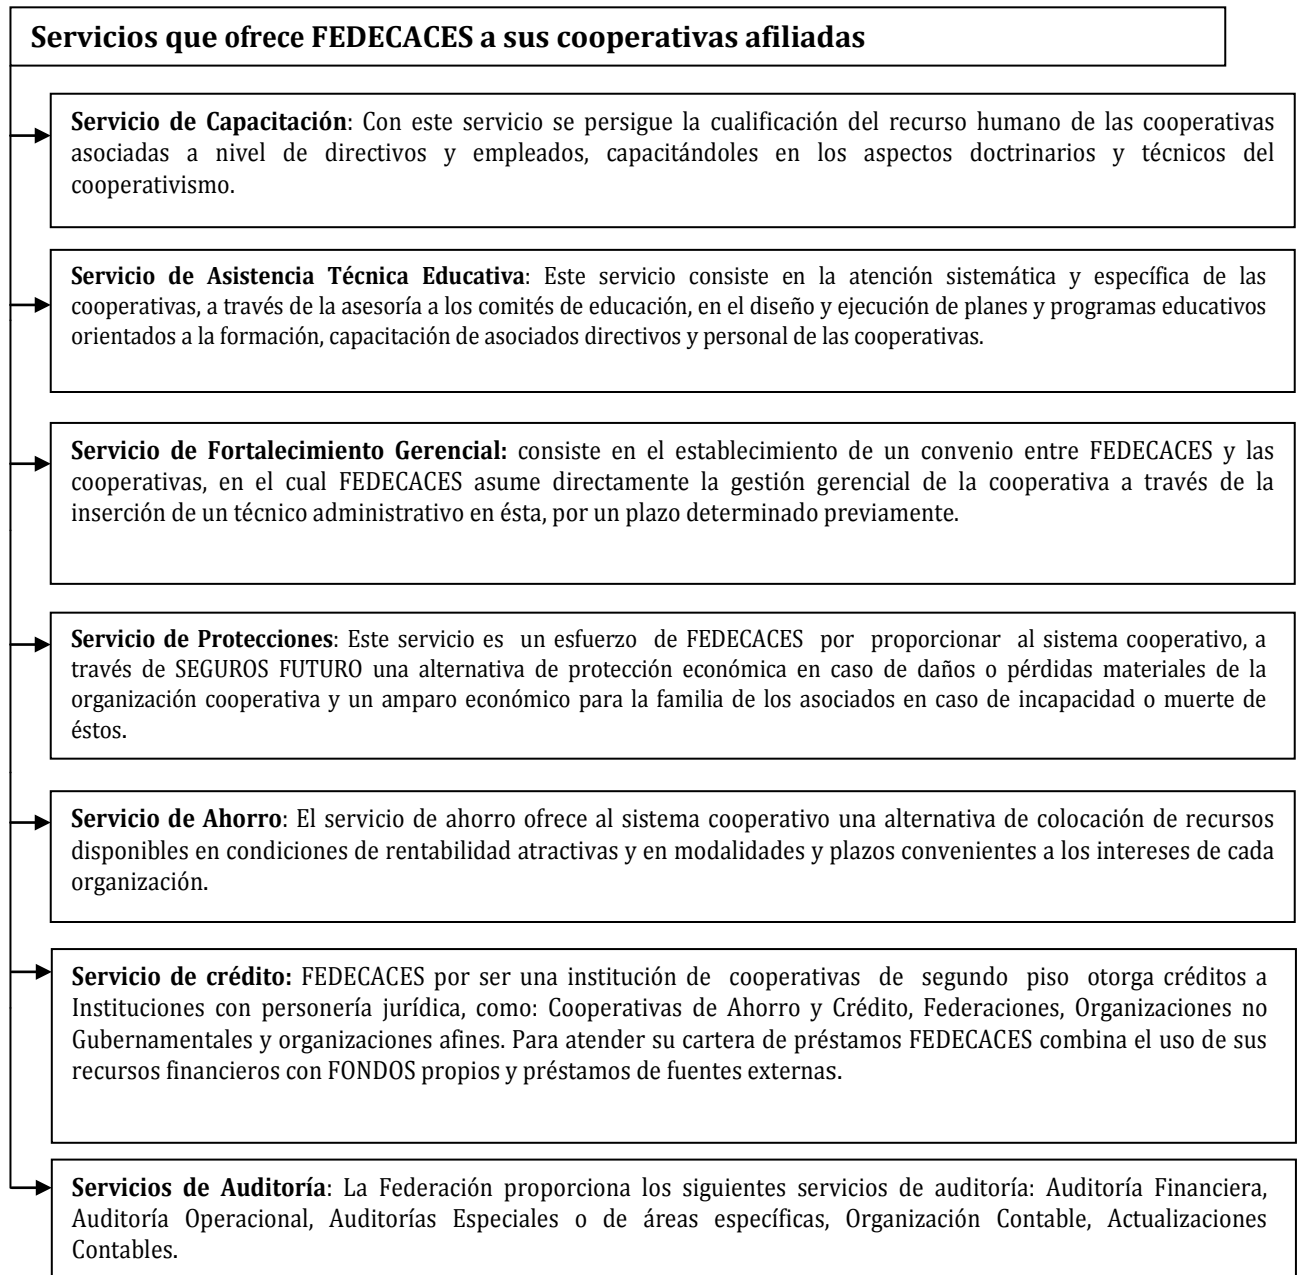 Servicios que ofrece FEDECACES a sus cooperativas afiliadas
Servicio de Capacitación: Con este servicio se persigue la cualificación del recurso humano de las cooperativas
asociadas a nivel de directivos y empleados, capacitándoles en los aspectos doctrinarios y técnicos del
cooperativismo.
Servicio de Asistencia Técnica Educativa: Este servicio consiste en la atención sistemática y específica de las
cooperativas, a través de la asesoría a los comités de educación, en el diseño y ejecución de planes y programas educativos
orientados a la formación, capacitación de asociados directivos y personal de las cooperativas.
Servicio de Fortalecimiento Gerencial: consiste en el establecimiento de un convenio entre FEDECACES y las
cooperativas, en el cual FEDECACES asume directamente la gestión gerencial de la cooperativa a través de la
inserción de un técnico administrativo en ésta, por un plazo determinado previamente.
Servicio de Protecciones: Este servicio es un esfuerzo de FEDECACES por proporcionar al sistema cooperativo, a
través de SEGUROS FUTURO una alternativa de protección económica en caso de daños o pérdidas materiales de la
organización cooperativa y un amparo económico para la familia de los asociados en caso de incapacidad o muerte de
éstos.
Servicio de Ahorro: El servicio de ahorro ofrece al sistema cooperativo una alternativa de colocación de recursos
disponibles en condiciones de rentabilidad atractivas y en modalidades y plazos convenientes a los intereses de cada
organización.
Servicio de crédito: FEDECACES por ser una institución de cooperativas de segundo piso otorga créditos a
Instituciones con personería jurídica, como: Cooperativas de Ahorro y Crédito, Federaciones, Organizaciones no
Gubernamentales y organizaciones afines. Para atender su cartera de préstamos FEDECACES combina el uso de sus
recursos financieros con FONDOS propios y préstamos de fuentes externas.
Servicios de Auditoría: La Federación proporciona los siguientes servicios de auditoría: Auditoría Financiera,
Auditoría Operacional, Auditorías Especiales o de áreas específicas, Organización Contable, Actualizaciones
Contables.